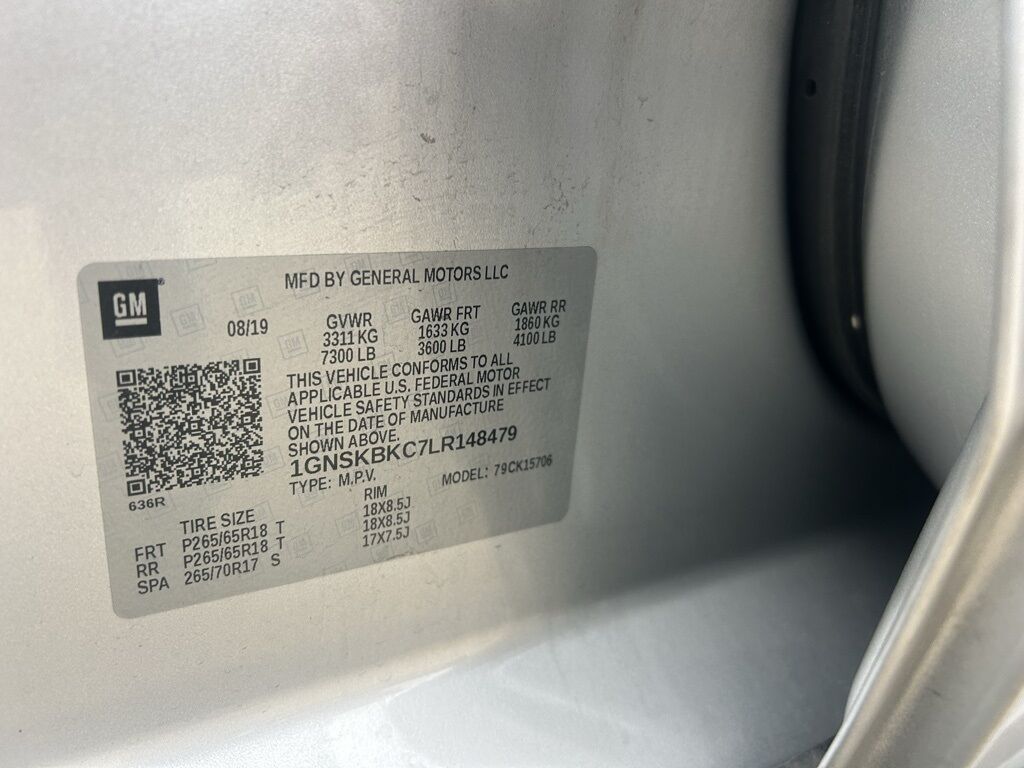 GM
MFD BY GENERAL MOTORS LLC
08/19
GVWR GAWR FRT GAWR RR
3311 KG 1633 KG 1860 KG
7300 LB 3600 LB 4100 LB
THIS VEHICLE CONFORMS TO ALL
APPLICABLE U.S. FEDERAL MOTOR
VEHICLE SAFETY STANDARDS IN EFFECT
ON THE DATE OF MANUFACTURE
SHOWN ABOVE.
1GNSKBKC7LR148479
TYPE: M.P.V. MODEL: 79CK15706
636R
TIRE SIZE RIM
FRT P265/65R18 T 18X8.5J
RR P265/65R18 T 18X8.5J
SPA 265/70R17 S 17X7.5J